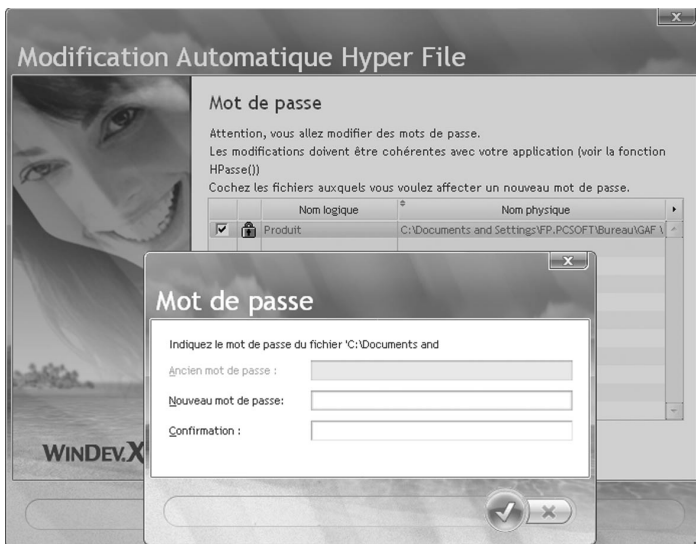 Modification Automatique Hyper File
Mot de passe
Attention, vous allez modifier des mots de passe.
Les modifications doivent être cohérentes avec votre application (voir la fonction
HPasse())
Cochez les fichiers auxquels vous voulez affecter un nouveau mot de passe.
Nom logique Nom physique
Produit C:\Documents and Settings\FP.PCSOFT\Bureau\GAF \
WINDEV.X
Mot de passe
Indiquez le mot de passe du fichier 'C:\Documents and
Ancien mot de passe :
Nouveau mot de passe:
Confirmation :